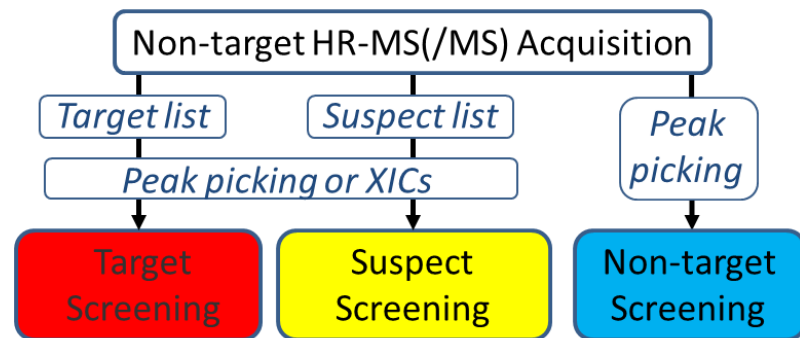 Non-target HR-MS(/MS) Acquisition
Target list
Suspect list
Peak
picking
Peak picking or XICs
Target
Screening
Suspect
Screening
Non-target
Screening